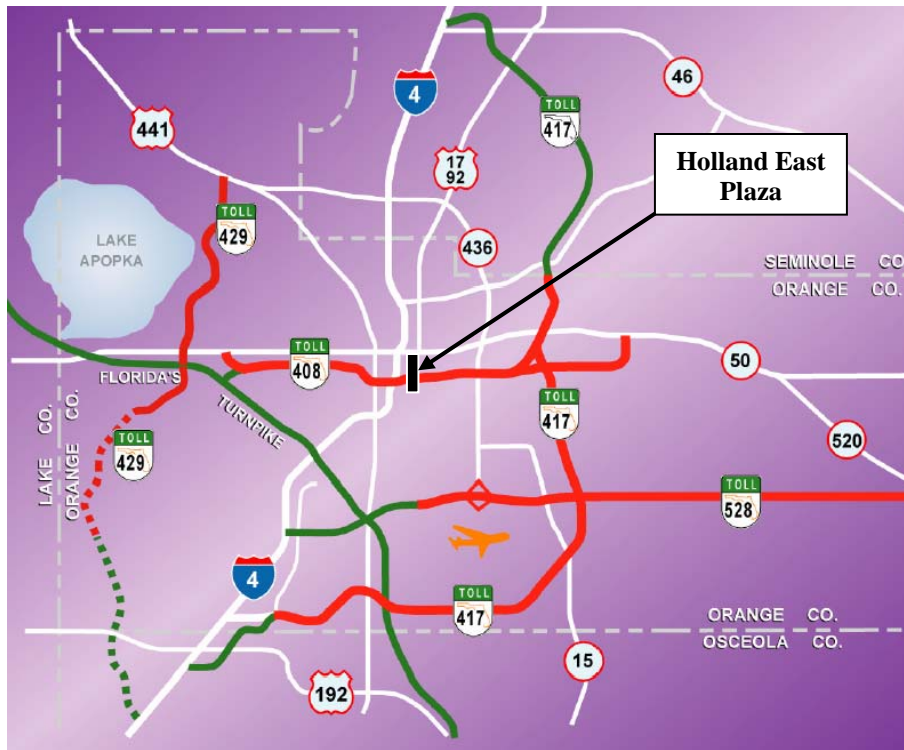 46
4
TOLL
417
441
17
92
Holland East
Plaza
TOLL
429
436
LAKE
APOPKA
SEMINOLE CO.
ORANGE CO.
TOLL
408
50
FLORIDA'S
TURNPIKE
TOLL
417
LAKE CO.
ORANGE CO.
TOLL
429
520
TOLL
528
4
TOLL
417
ORANGE CO.
OSCEOLA CO.
15
192